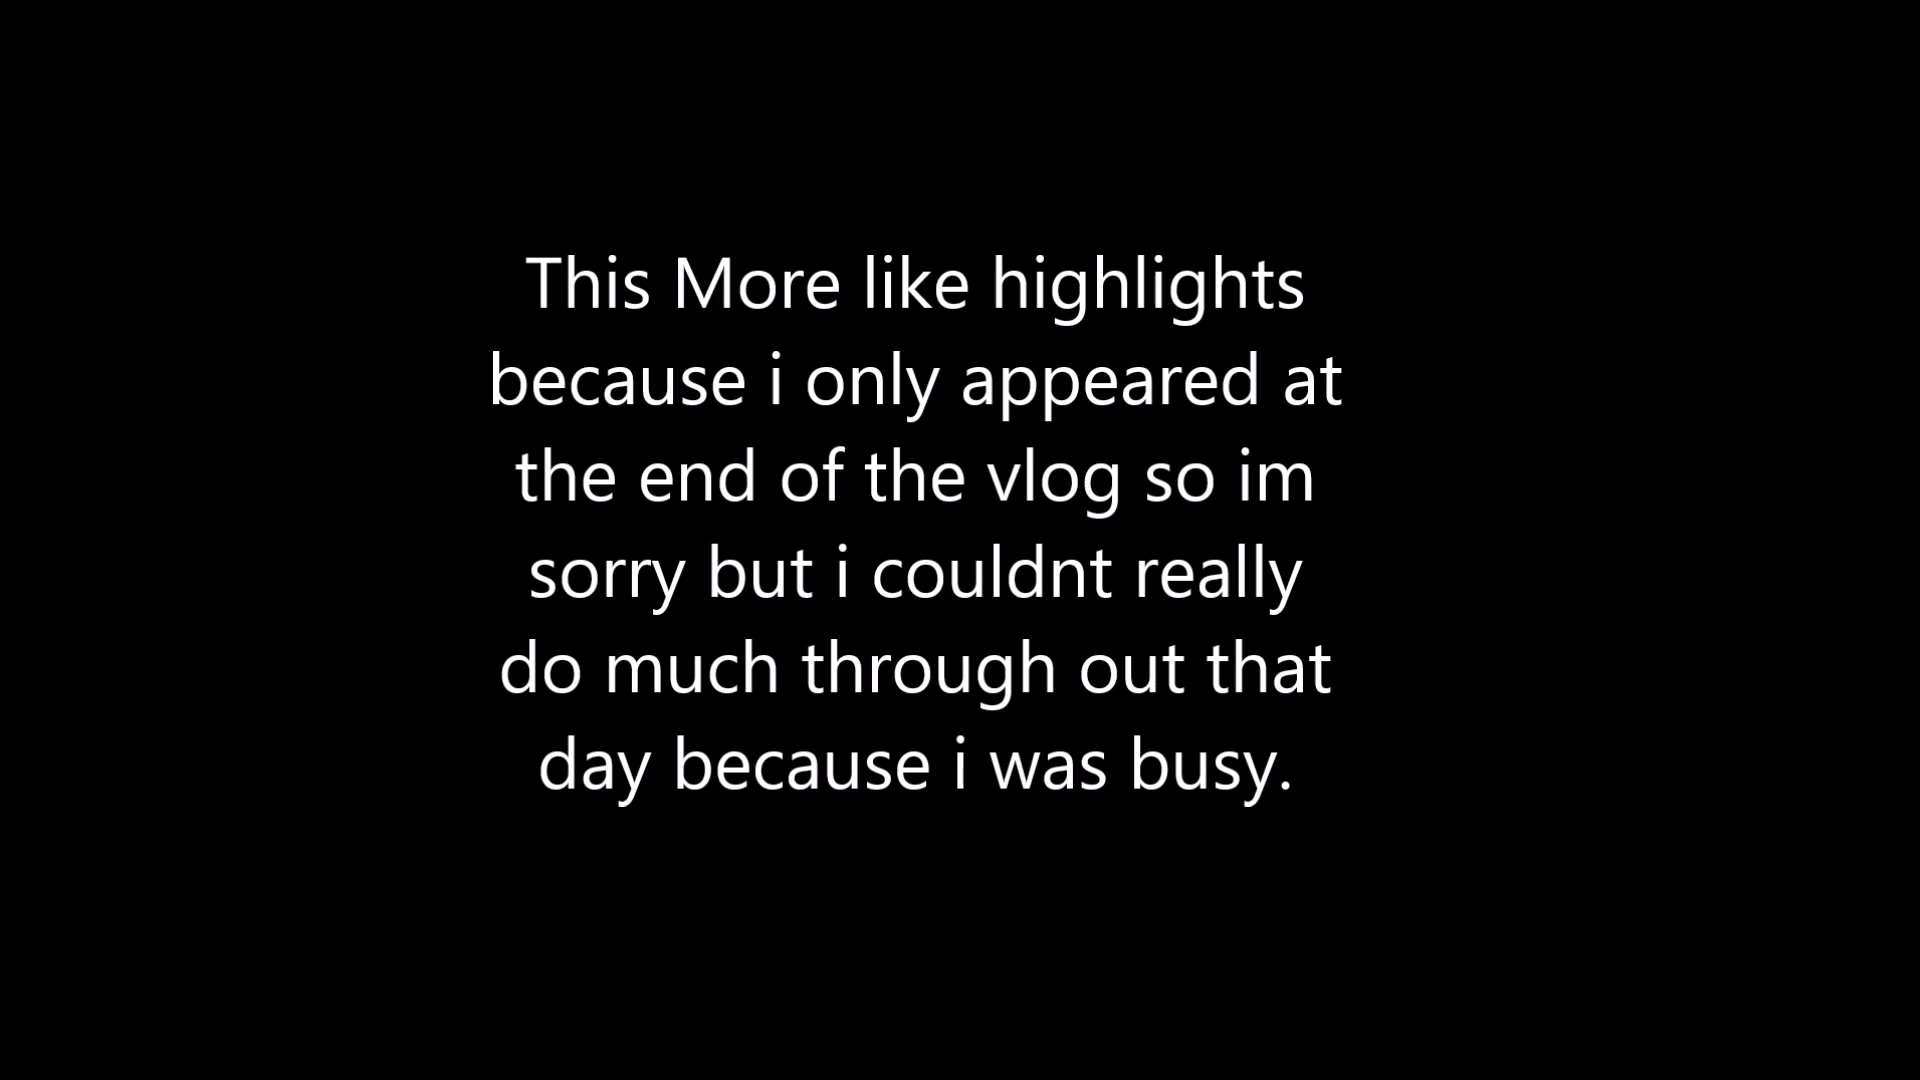 This More like highlights
because i only appeared at
the end of the vlog so im
sorry but i couldnt really
do much through out that
day because i was busy.